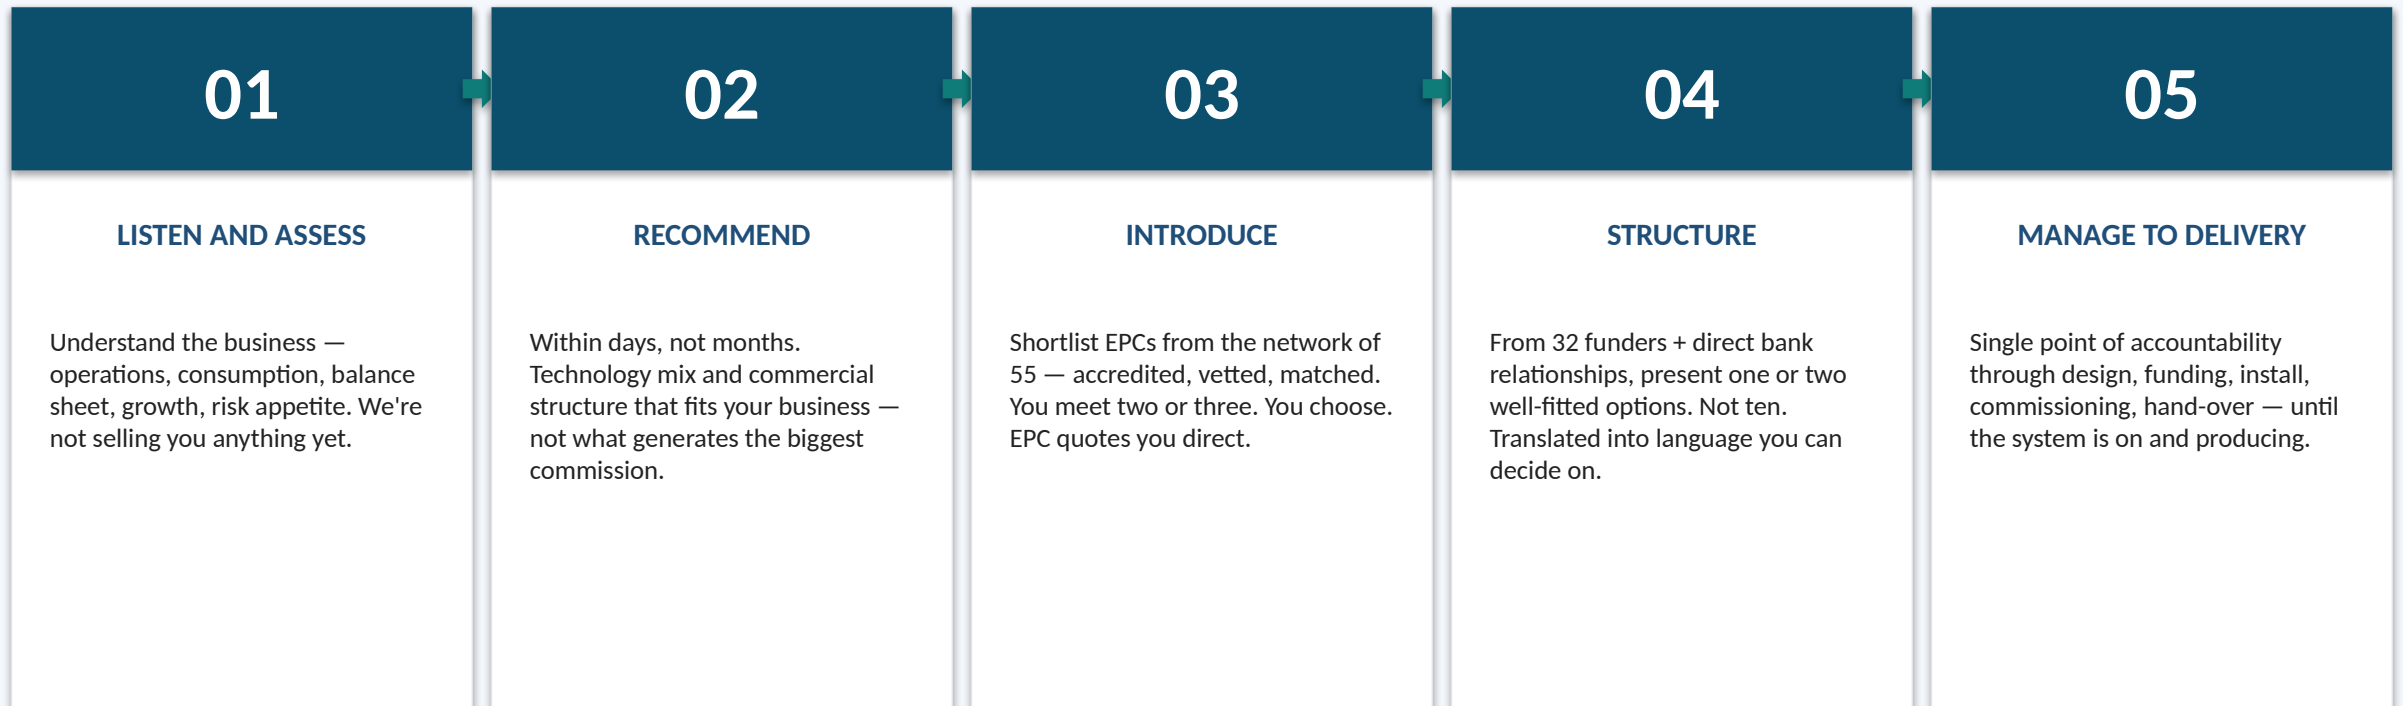 01
LISTEN AND ASSESS
Understand the business —
operations, consumption, balance
sheet, growth, risk appetite. We're
not selling you anything yet.
02
RECOMMEND
Within days, not months.
Technology mix and commercial
structure that fits your business —
not what generates the biggest
commission.
03
INTRODUCE
Shortlist EPCs from the network of
55 — accredited, vetted, matched.
You meet two or three. You choose.
EPC quotes you direct.
04
STRUCTURE
From 32 funders + direct bank
relationships, present one or two
well-fitted options. Not ten.
Translated into language you can
decide on.
05
MANAGE TO DELIVERY
Single point of accountability
through design, funding, install,
commissioning, hand-over — until
the system is on and producing.